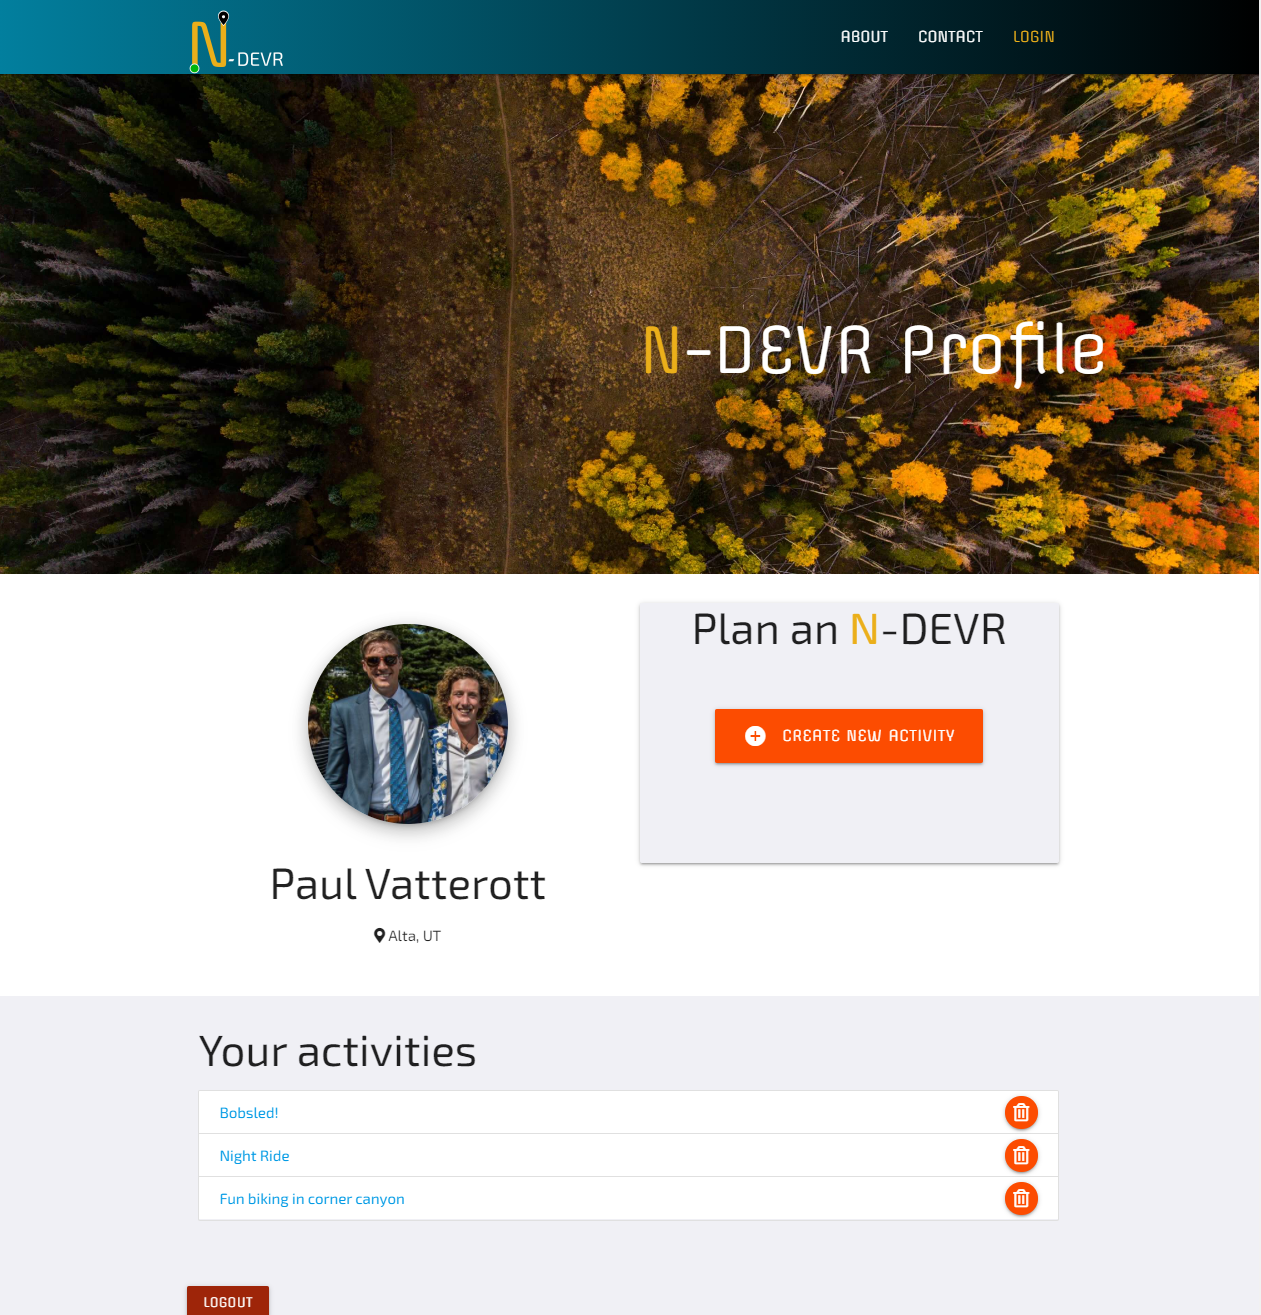 N-DEVR
ABOUT CONTACT LOGIN
N-DEVR Profile
Plan an N-DEVR
CREATE NEW ACTIVITY
Paul Vatterott
Alta, UT
Your activities
Bobsled!
Night Ride
Fun biking in corner canyon
LOGOUT